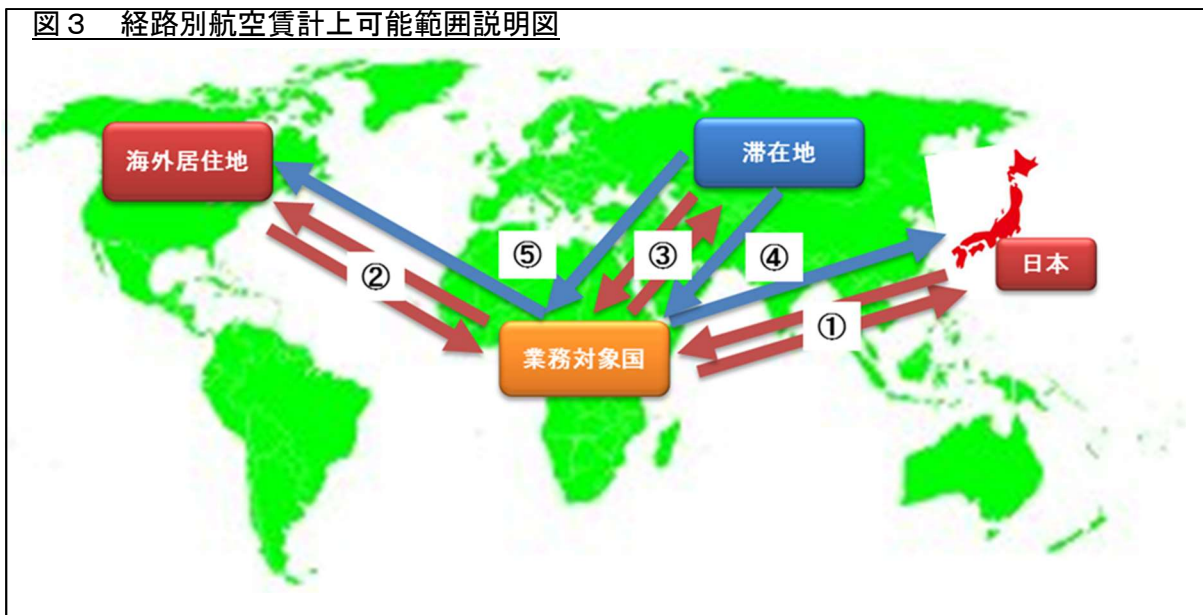 図３　経路別航空賃計上可能範囲説明図
海外居住地
滞在地
⑤
③
④
②
日本
①
業務対象国